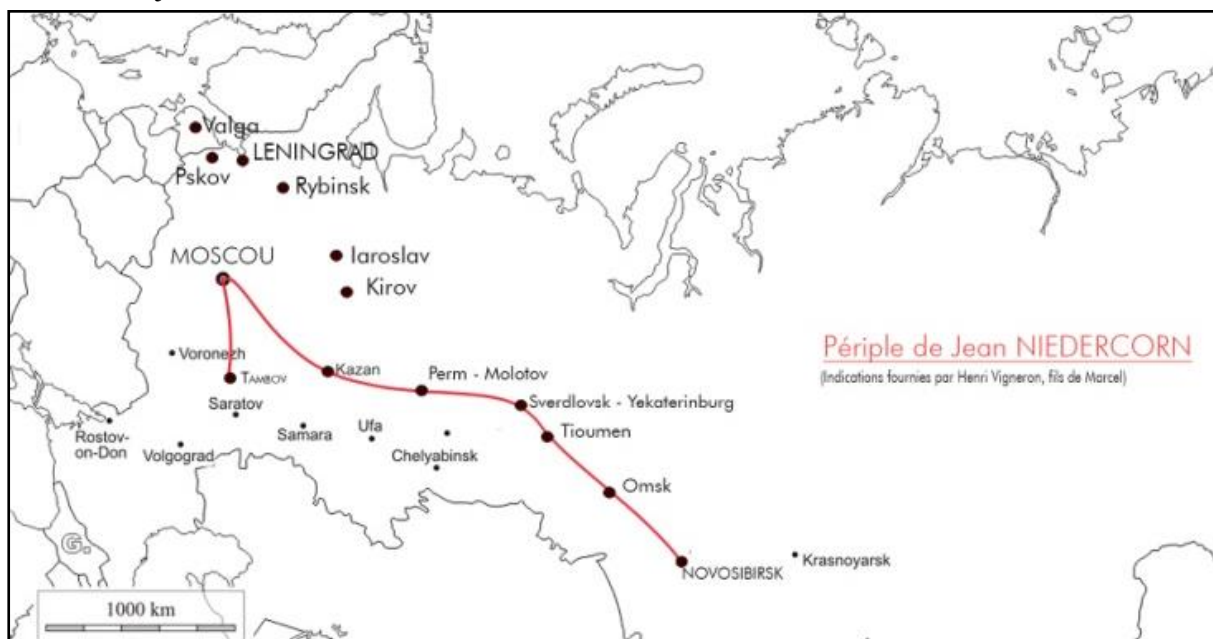 Valga
LENINGRAD
Pskov
Rybinsk
MOSCOU
Iaroslav
Kirov
Périple de Jean NIEDERCORN
(Indications fournies par Henri Vigneron, fils de Marcel)
Voronezh
TAMBOV
Kazan
Perm - Molotov
Sverdlovsk - Yekaterinburg
Saratov
Samara
Ufa
Tioumen
Rostov-
on-Don
Volgograd
Chelyabinsk
Omsk
G.
NOVOSIBIRSK
Krasnoyarsk
1000 km